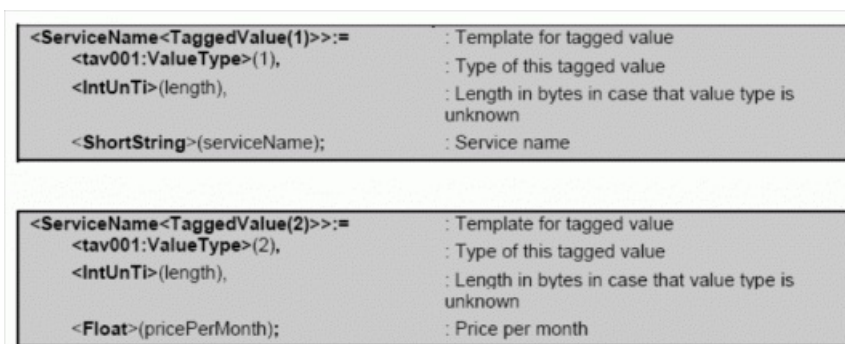 <ServiceName<TaggedValue(1)>>:= : Template for tagged value
<tav001:ValueType>(1), : Type of this tagged value
<IntUnTi>(length), : Length in bytes in case that value type is
unknown
<ShortString>(serviceName); : Service name
<ServiceName<TaggedValue(2)>>:= : Template for tagged value
<tav001:ValueType>(2), : Type of this tagged value
<IntUnTi>(length), : Length in bytes in case that value type is
unknown
<Float>(pricePerMonth); : Price per month